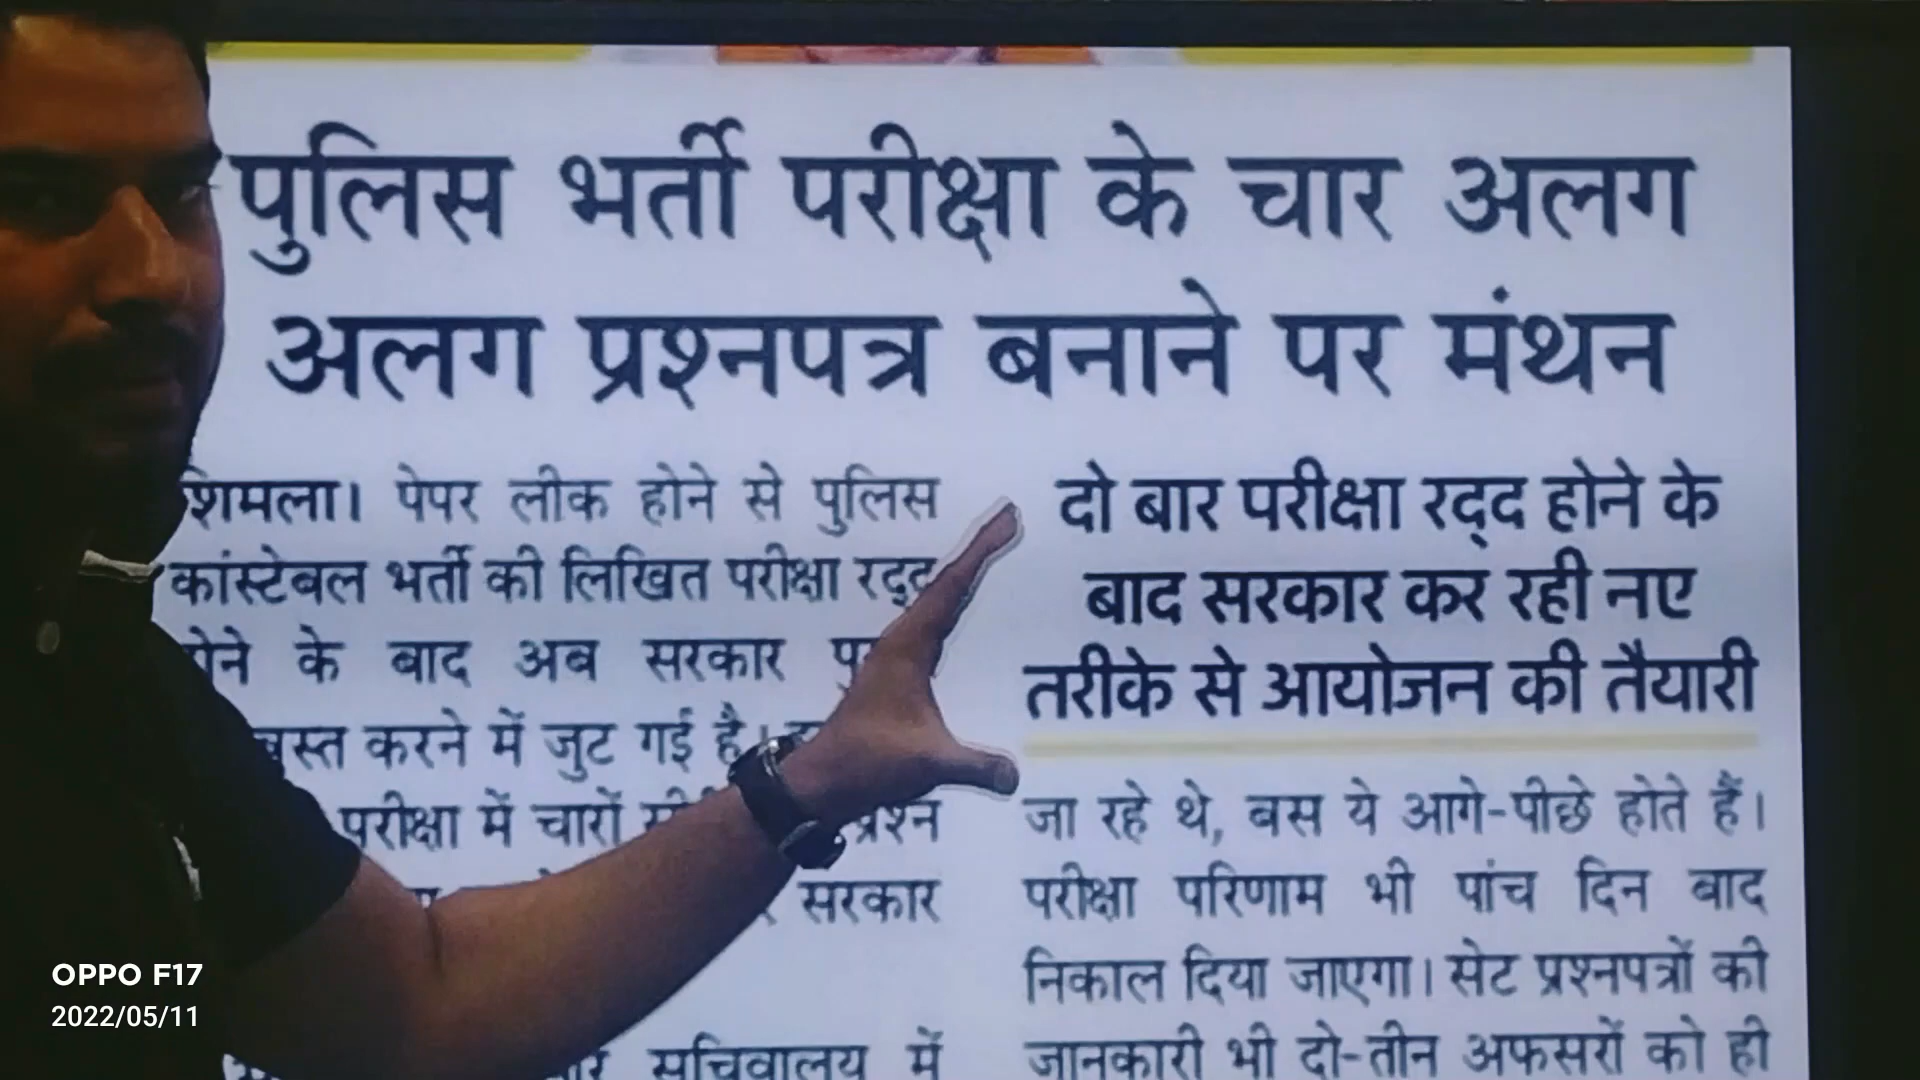 पुलिस भर्ती परीक्षा के चार अलग
अलग प्रश्नपत्र बनाने पर मंथन
शिमला। पेपर लीक होने से पुलिस
कांस्टेबल भर्ती की लिखित परीक्षा रद्द
के बाद अब सरकार
करने में जुट गई है।
परीक्षा में चारों
प्रश्न
सरकार
सचिवालय में
दो बार परीक्षा रद्द होने के
बाद सरकार कर रही नए
तरीके से आयोजन की तैयारी
जा रहे थे, बस ये आगे-पीछे होते हैं।
परीक्षा परिणाम भी पांच दिन बाद
निकाल दिया जाएगा। सेट प्रश्नपत्रों की
जानकारी भी दो-तीन अफसरों को ही
OPPO F17
2022/05/11